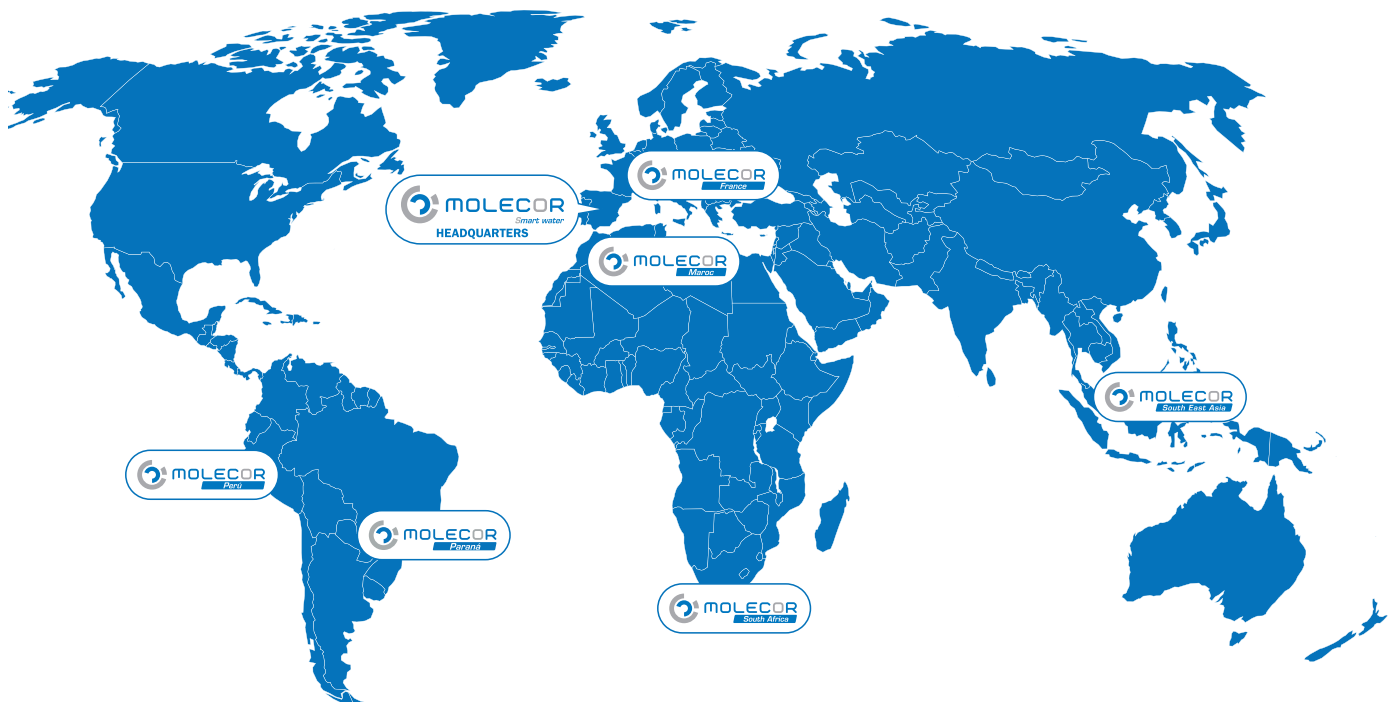 MOLECOR
France
MOLECOR
Smart water
HEADQUARTERS
MOLECOR
Maroc
MOLECOR
South East Asia
MOLECOR
Perú
MOLECOR
Paraná
MOLECOR
South Africa